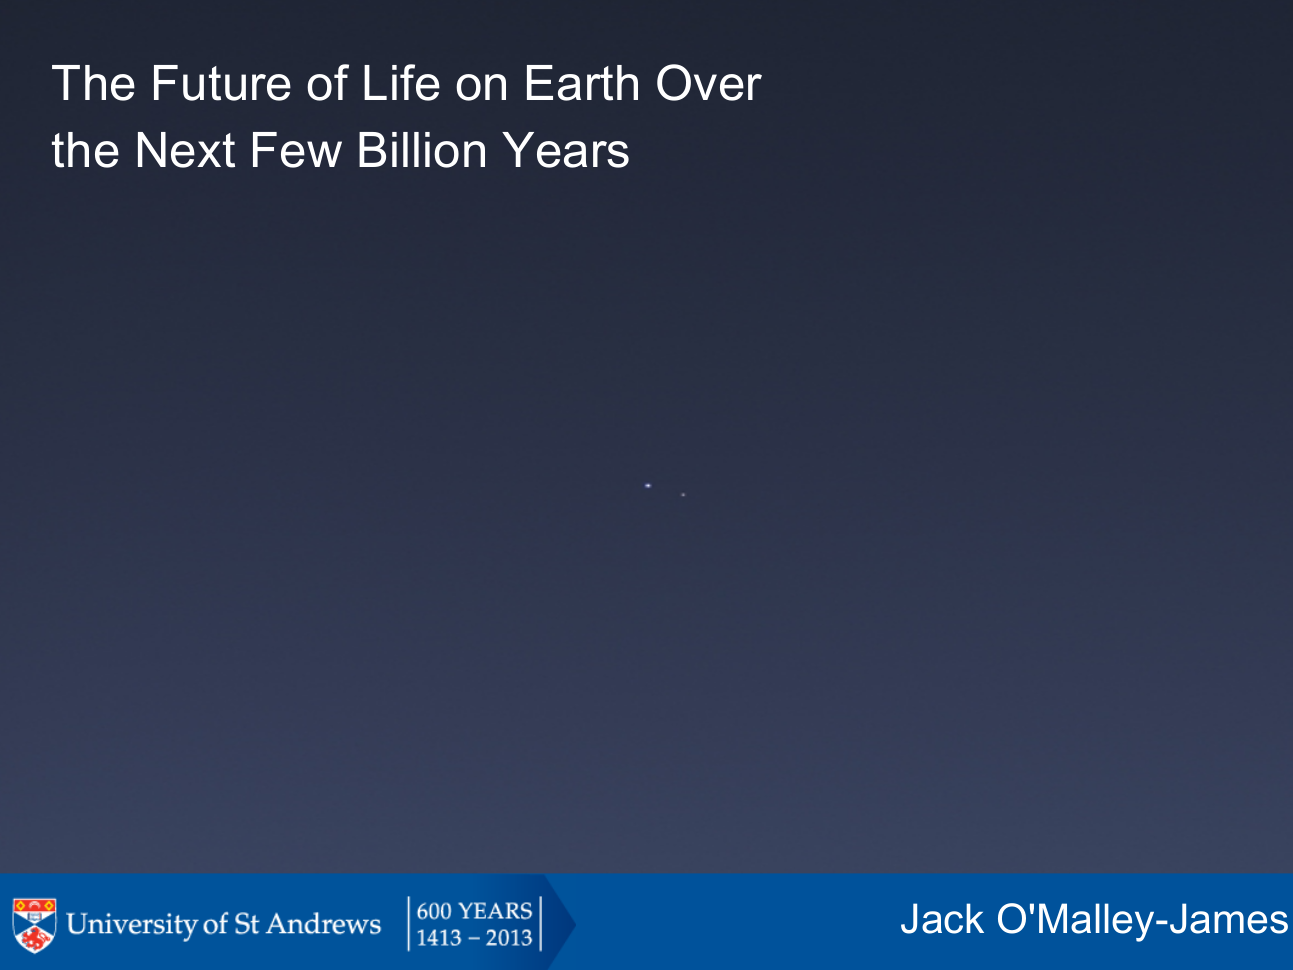 The Future of Life on Earth Over
the Next Few Billion Years
University of St Andrews
600 YEARS
1413 – 2013
Jack O'Malley-James